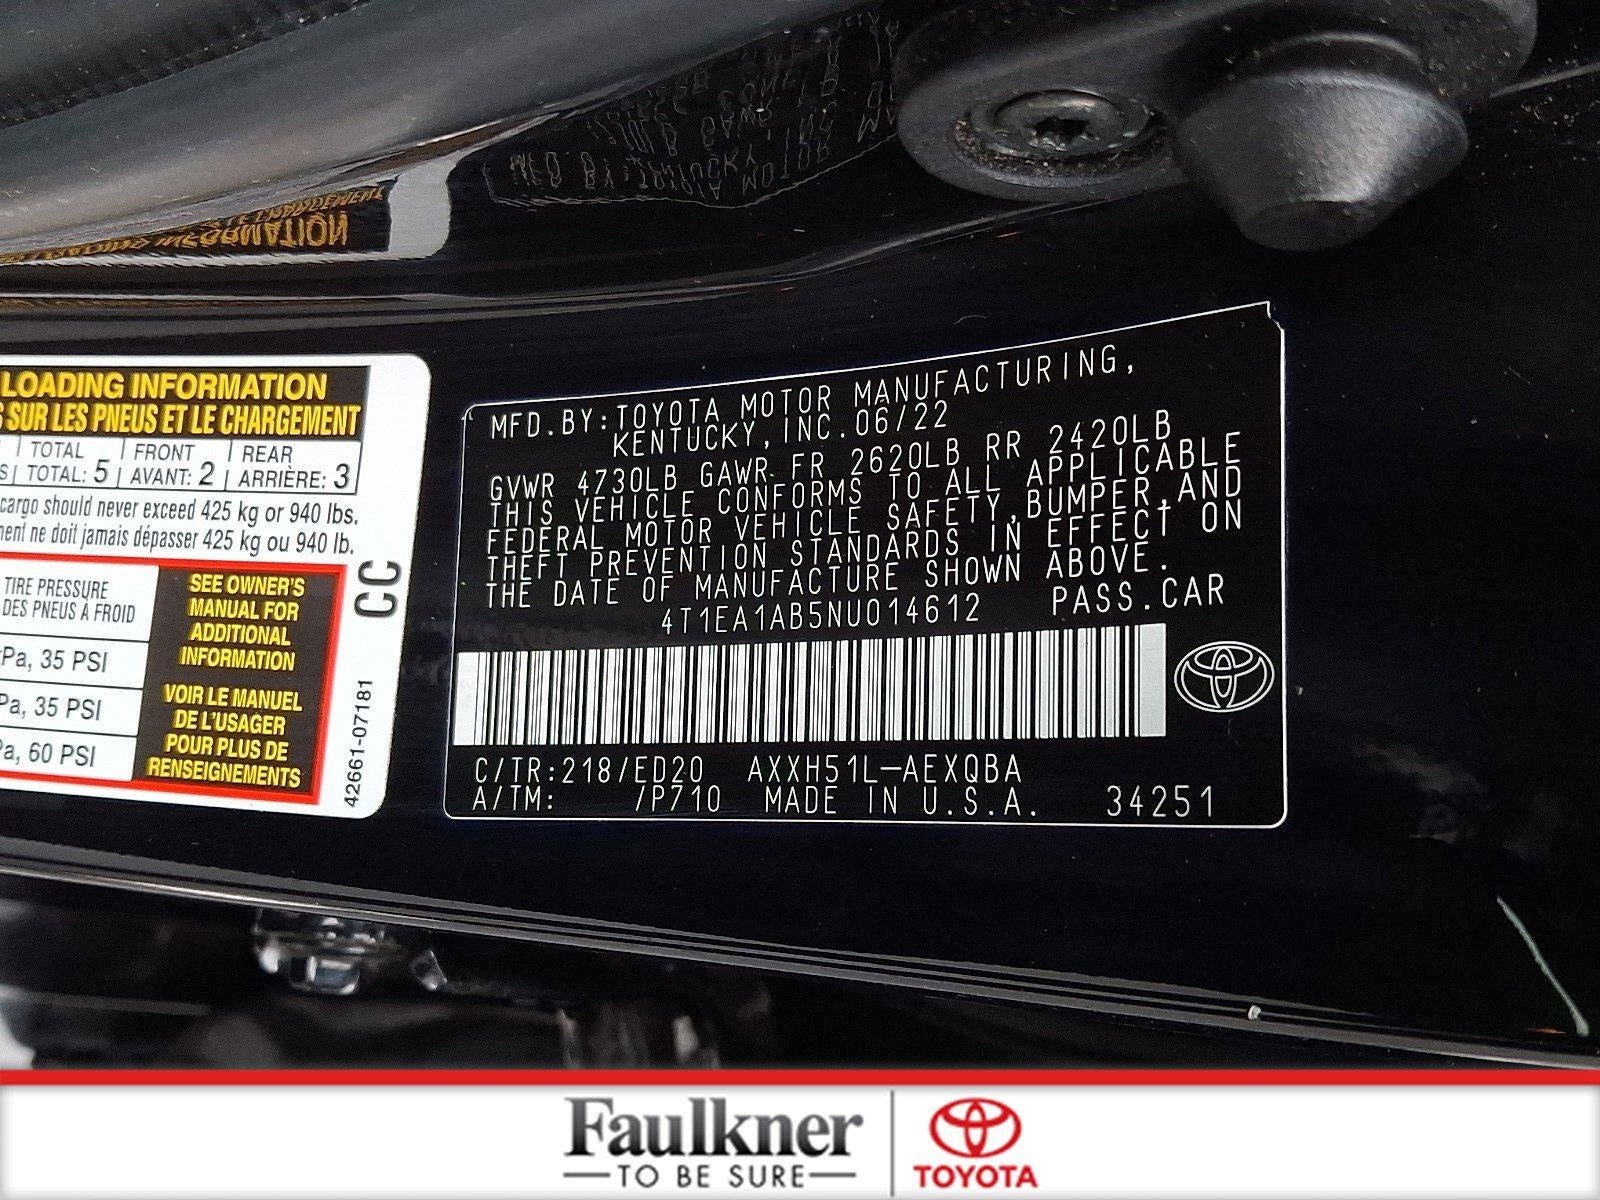 LOADING INFORMATION
SUR LES PNEUS ET LE CHARGEMENT
TOTAL FRONT REAR
TOTAL: 5 AVANT: 2 ARRIÈRE: 3
cargo should never exceed 425 kg or 940 lbs.
ne doit jamais dépasser 425 kg ou 940 lb.
TIRE PRESSURE
DES PNEUS À FROID
35 PSI
35 PSI
60 PSI
SEE OWNER'S
MANUAL FOR
ADDITIONAL
INFORMATION
VOIR LE MANUEL
DE L'USAGER
POUR PLUS DE
RENSEIGNEMENTS
CC
42661-07181
MFD.BY:TOYOTA MOTOR MANUFACTURING,
KENTUCKY,INC.06/22
GVWR 4730LB GAWR FR 2620LB RR 2420LB
THIS VEHICLE CONFORMS TO ALL APPLICABLE
FEDERAL MOTOR VEHICLE SAFETY,BUMPER,AND
THEFT PREVENTION STANDARDS IN EFFECT ON
THE DATE OF MANUFACTURE SHOWN ABOVE.
4T1EA1AB5NU014612 PASS.CAR
C/TR:218/ED20 AXXH51L-AEXQBA
A/TM: /P710 MADE IN U.S.A. 34251
Faulkner
TO BE SURE
TOYOTA